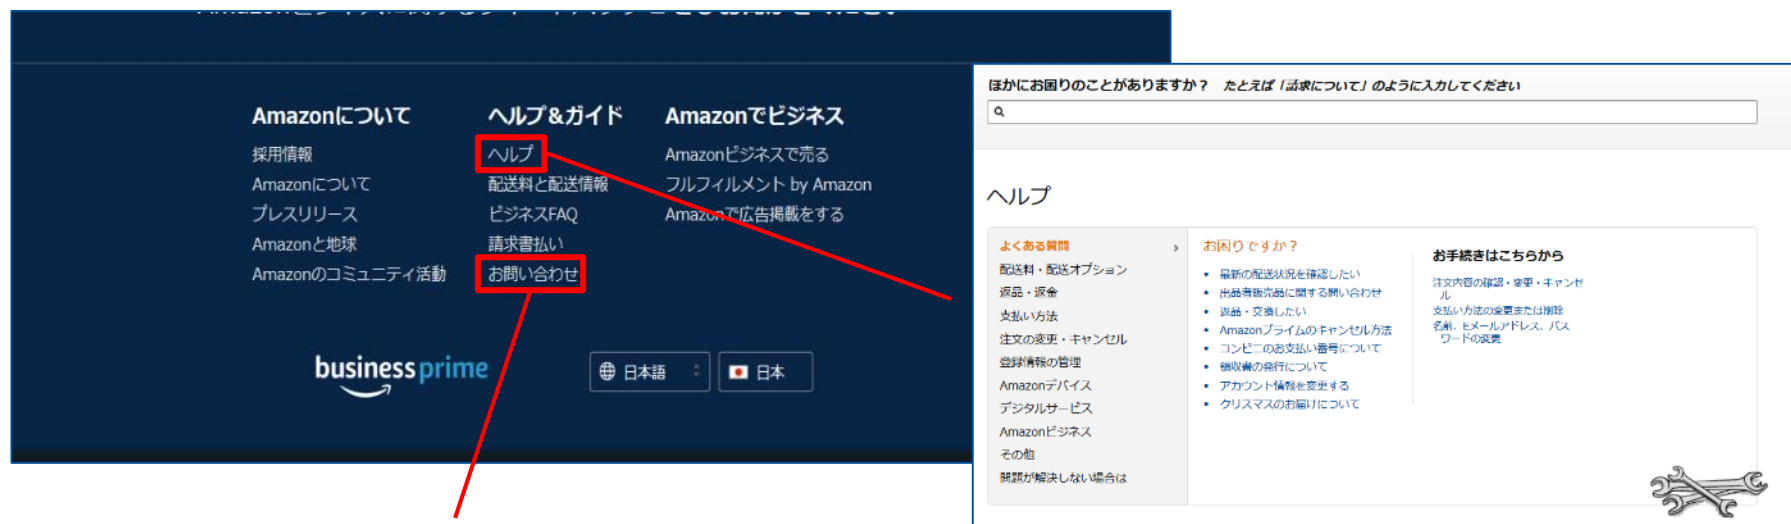 Amazonについて
採用情報
Amazonについて
プレスリリース
Amazonと地球
Amazonのコミュニティ活動
ヘルプ&ガイド
ヘルプ
配送料と配送情報
ビジネスFAQ
請求書払い
お問い合わせ
Amazonでビジネス
Amazonビジネスで売る
フルフィルメント by Amazon
Amazonで広告掲載をする
business prime
日本語
日本
ほかにお困りのことがありますか? たとえば「請求について」のように入力してください
ヘルプ
よくある質問
配送料・配送オプション
返品・返金
支払い方法
注文の変更・キャンセル
登録情報の管理
Amazonデバイス
デジタルサービス
Amazonビジネス
その他
問題が解決しない場合は
お困りですか?
• 最新の配送状況を確認したい
• 出品者販売品に関する問い合わせ
• 返品・交換したい
• Amazonプライムのキャンセル方法
• コンビニのお支払い番号について
• 領収書の発行について
• アカウント情報を変更する
• クリスマスのお届けについて
お手続きはこちらから
注文内容の確認・変更・キャンセ
ル
支払い方法の変更または削除
名前、Eメールアドレス、パス
ワードの変更